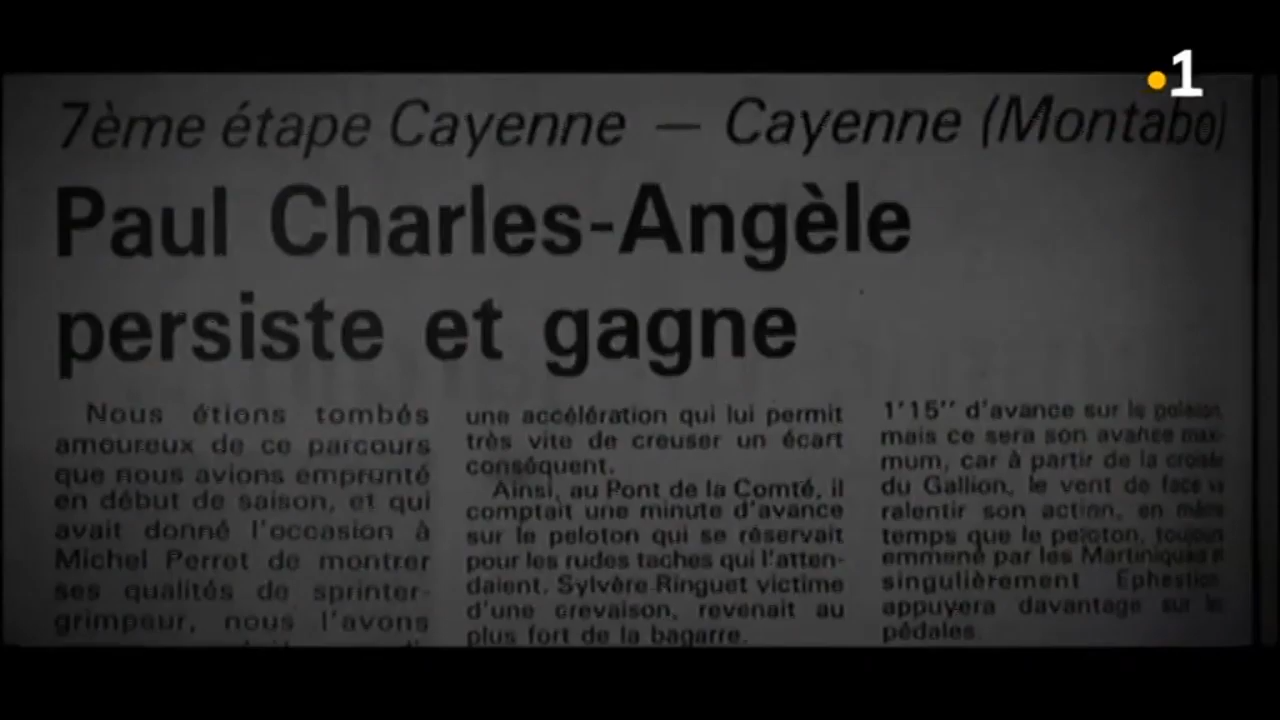 1
7ème étape Cayenne — Cayenne (Montabo)
Paul Charles-Angèle
persiste et gagne
Nous étions tombés
amoureux de ce parcours
que nous avions emprunté
en début de saison, et qui
avait donné l'occasion à
Michel Perret de montrer
ses qualités de sprinter-
grimpeur, nous l'avons
une accélération qui lui permit
très vite de creuser un écart
conséquent.
Ainsi, au Pont de la Comté, il
comptait une minute d'avance
sur le peloton qui se réservait
pour les rudes taches qui l'atten-
daient. Sylvère Ringuet victime
d'une crevaison, revenait au
plus fort de la bagarre.
1'15'' d'avance sur le peloton
mais ce sera son avance maxi-
mum, car à partir de la croisée
du Gallion, le vent de face va
ralentir son action, en même
temps que le peloton, toujours
emmené par les Martiniquais et
singulièrement Ephestion
appuyera davantage sur les
pédales.